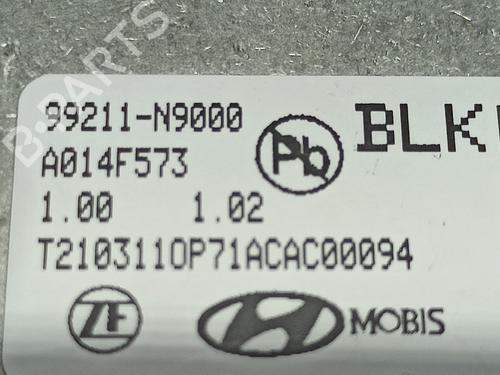 B-PARTS
99211-N9000
BLK
A014F573
Pb
1.00 1.02
T2103110P71ACAC00094
ZF
MOBIS